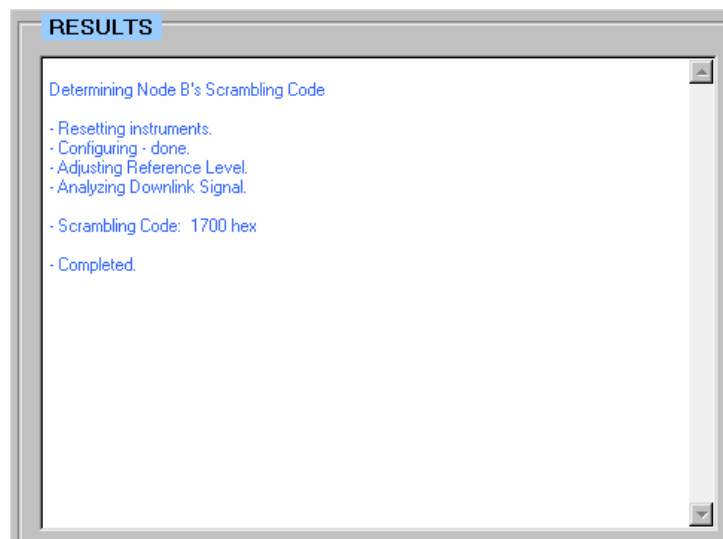 RESULTS
Determining Node B's Scrambling Code
- Resetting instruments.
- Configuring - done.
- Adjusting Reference Level.
- Analyzing Downlink Signal.
- Scrambling Code:  1700 hex
- Completed.